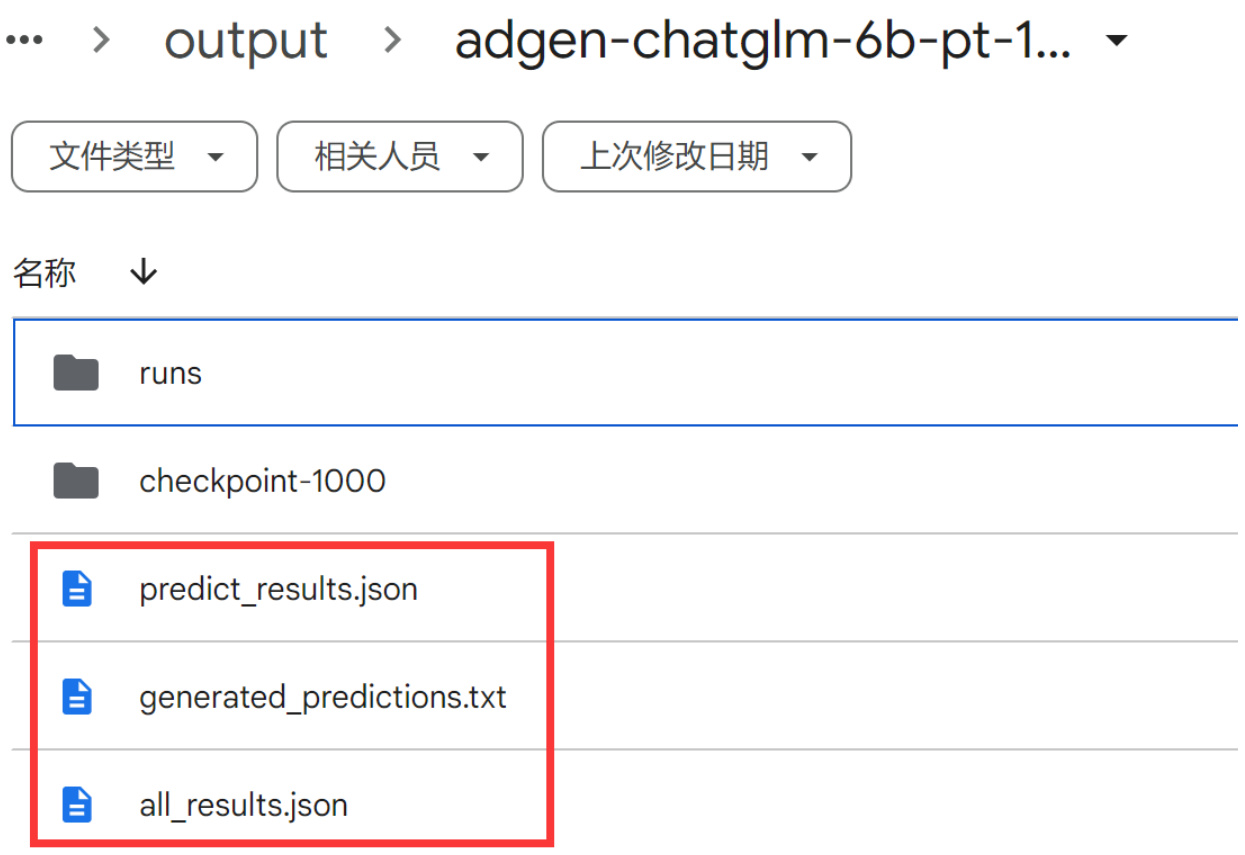 ... > output > adgen-chatglm-6b-pt-1...
文件类型 相关人员 上次修改日期
名称
runs
checkpoint-1000
predict_results.json
generated_predictions.txt
all_results.json